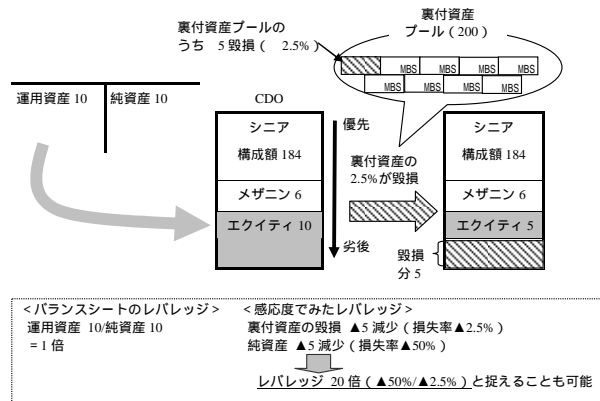 裏付資産プールの
うち 5毀損( 2.5%)
裏付資産
プール(200)
MBS MBS MBS MBS
MBS MBS MBS MBS
運用資産 10 純資産 10
CDO
シニア
構成額 184
メザニン 6
エクイティ 10
優先
劣後
裏付資産の
2.5%が毀損
シニア
構成額 184
メザニン 6
エクイティ 5
毀損
分 5
<バランスシートのレバレッジ>
運用資産 10/純資産 10
=1 倍
<感応度でみたレバレッジ>
裏付資産の毀損 ▲5 減少(損失率▲2.5%)
純資産 ▲5 減少(損失率▲50%)
レバレッジ 20 倍(▲50%/▲2.5%)と捉えることも可能